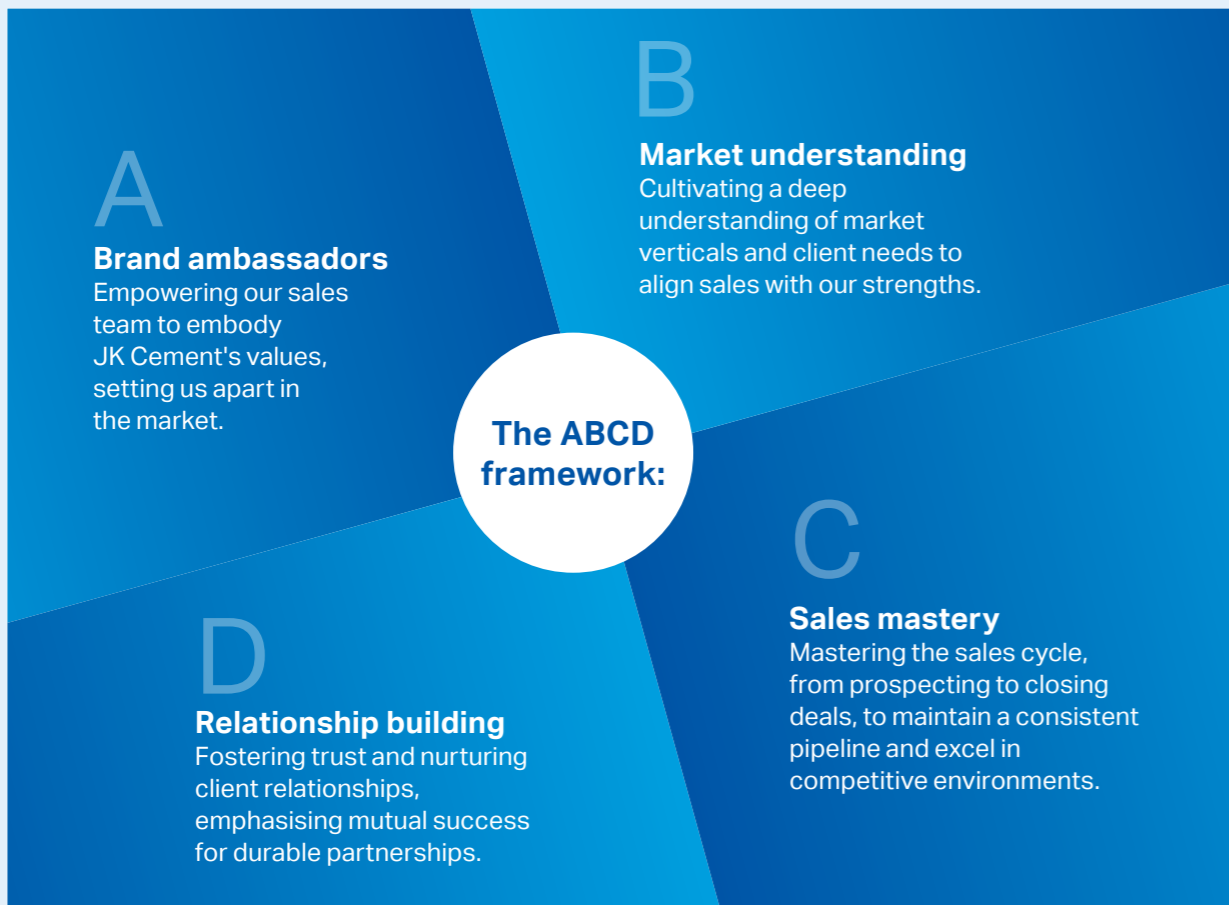 A
Brand ambassadors
Empowering our sales
team to embody
JK Cement's values,
setting us apart in
the market.
B
Market understanding
Cultivating a deep
understanding of market
verticals and client needs to
align sales with our strengths.
The ABCD
framework:
C
Sales mastery
Mastering the sales cycle,
from prospecting to closing
deals, to maintain a consistent
pipeline and excel in
competitive environments.
D
Relationship building
Fostering trust and nurturing
client relationships,
emphasising mutual success
for durable partnerships.